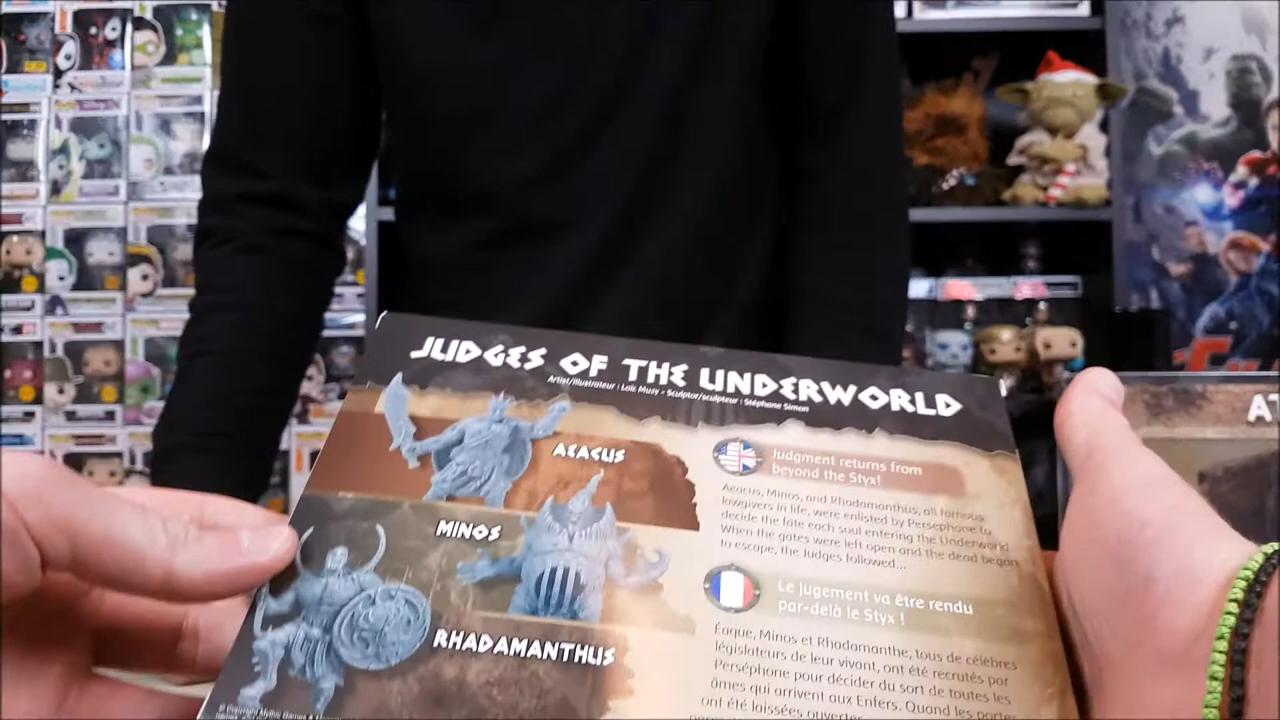 JUDGES OF THE UNDERWORLD
Artist/illustrateur : Loïc Muzy - Sculptor/sculpteur : Stéphane Simon
AEACUS
MINOS
RHADAMANTHUS
Judgment returns from
beyond the Styx!
Aeacus, Minos, and Rhadamanthus, all famous
lawgivers in life, were enlisted by Persephone to
decide the fate each soul entering the Underworld.
When the gates were left open and the dead began
to escape, the Judges followed...
Le Jugement va être rendu
par-delà le Styx !
Éaque, Minos et Rhadamanthe, tous de célèbres
législateurs de leur vivant, ont été recrutés par
Perséphone pour décider du sort de toutes les
âmes qui arrivent aux Enfers. Quand les portes
ont été laissées ouvertes
AT